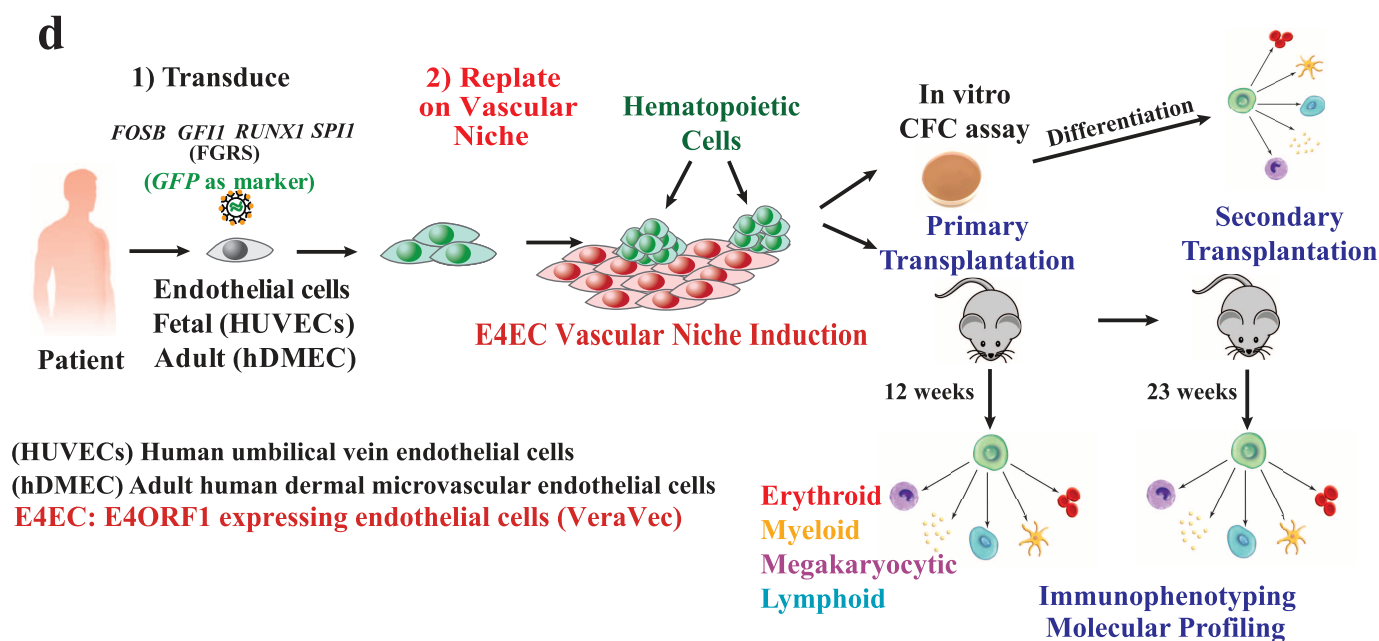 d
1) Transduce
FOSB GFI1 RUNX1 SPI1
(FGRS)
(GFP as marker)
Patient
Endothelial cells
Fetal (HUVECs)
Adult (hDMEC)
2) Replate
on Vascular
Niche
Hematopoietic
Cells
E4EC Vascular Niche Induction
In vitro
CFC assay
Differentiation
Primary
Transplantation
Secondary
Transplantation
12 weeks
23 weeks
(HUVECs) Human umbilical vein endothelial cells
(hDMEC) Adult human dermal microvascular endothelial cells
E4EC: E4ORF1 expressing endothelial cells (VeraVec)
Erythroid
Myeloid
Megakaryocytic
Lymphoid
Immunophenotyping
Molecular Profiling